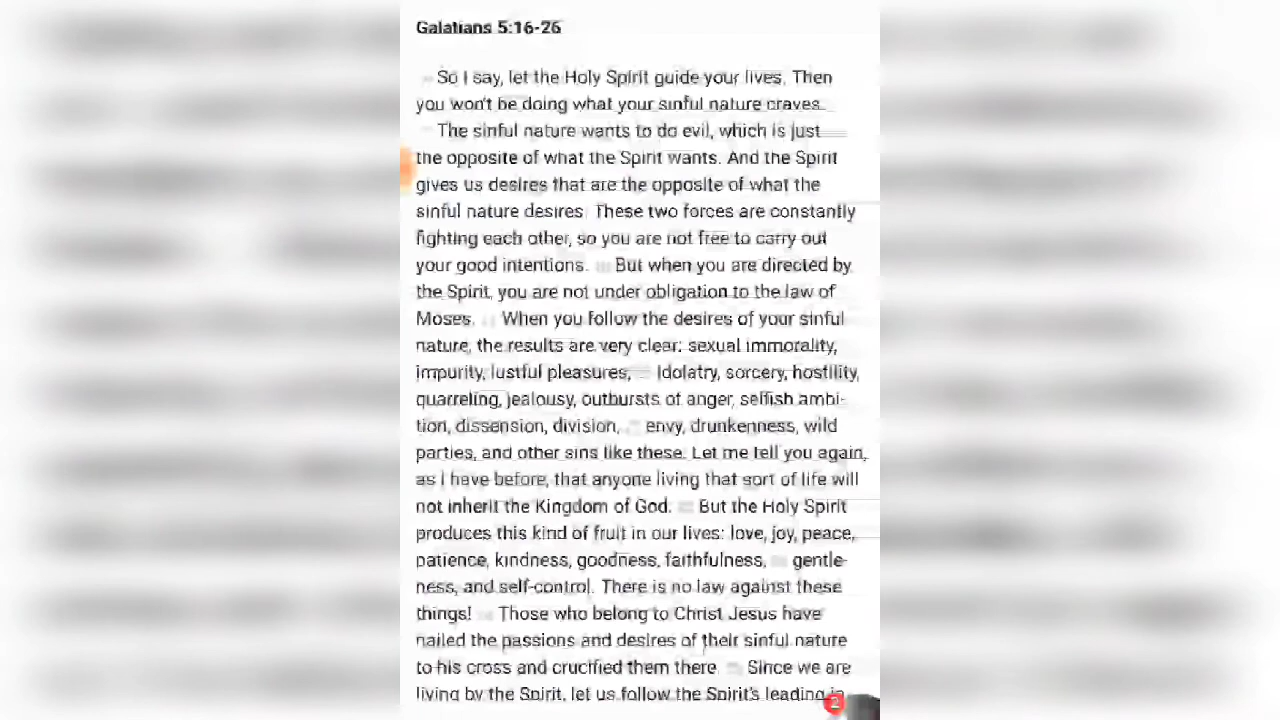 Galatians 5:16-26
So I say, let the Holy Spirit guide your lives. Then
you won't be doing what your sinful nature craves.
The sinful nature wants to do evil, which is just
the opposite of what the Spirit wants. And the Spirit
gives us desires that are the opposite of what the
sinful nature desires. These two forces are constantly
fighting each other, so you are not free to carry out
your good intentions. But when you are directed by
the Spirit, you are not under obligation to the law of
Moses. When you follow the desires of your sinful
nature, the results are very clear: sexual immorality,
impurity, lustful pleasures, idolatry, sorcery, hostility,
quarreling, jealousy, outbursts of anger, selfish ambi-
tion, dissension, division, envy, drunkenness, wild
parties, and other sins like these. Let me tell you again,
as I have before, that anyone living that sort of life will
not inherit the Kingdom of God. But the Holy Spirit
produces this kind of fruit in our lives: love, joy, peace,
patience, kindness, goodness, faithfulness, gentle-
ness, and self-control. There is no law against these
things! Those who belong to Christ Jesus have
nailed the passions and desires of their sinful nature
to his cross and crucified them there. Since we are
living by the Spirit, let us follow the Spirit's leading in
2